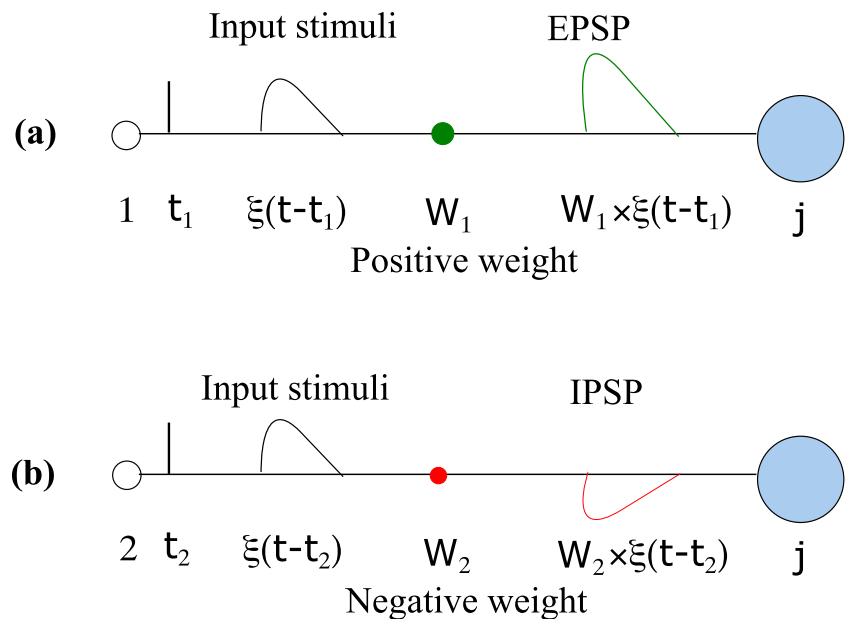 Input stimuli EPSP
(a)
1 t₁ ξ(t-t₁) W₁ W₁×ξ(t-t₁) j
Positive weight
Input stimuli IPSP
(b)
2 t₂ ξ(t-t₂) W₂ W₂×ξ(t-t₂) j
Negative weight